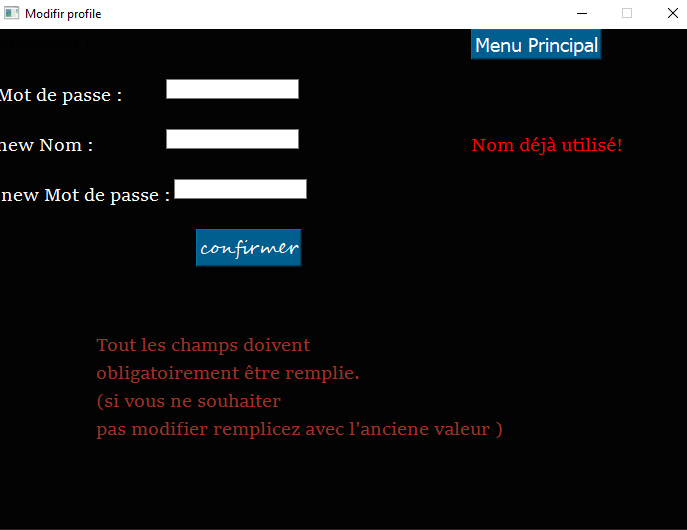 Modifir profile
Menu Principal
Mot de passe :
new Nom :
Nom déjà utilisé!
new Mot de passe :
confirmer
Tout les champs doivent
obligatoirement être remplie.
(si vous ne souhaiter
pas modifier remplicez avec l'anciene valeur )